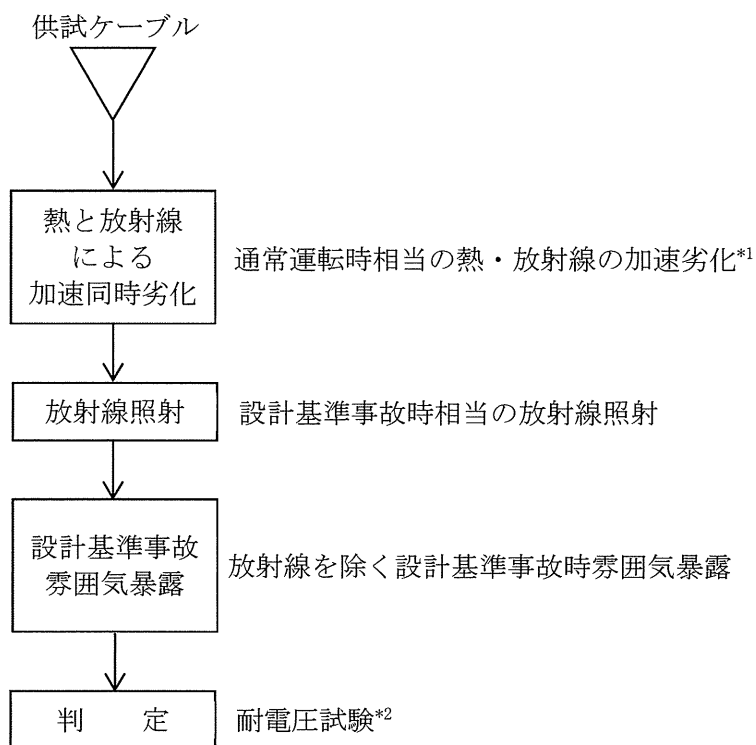 供試ケーブル
熱と放射線
による
加速同時劣化
通常運転時相当の熱・放射線の加速劣化*1
放射線照射
設計基準事故時相当の放射線照射
設計基準事故
雰囲気暴露
放射線を除く設計基準事故時雰囲気暴露
判　定
耐電圧試験*2